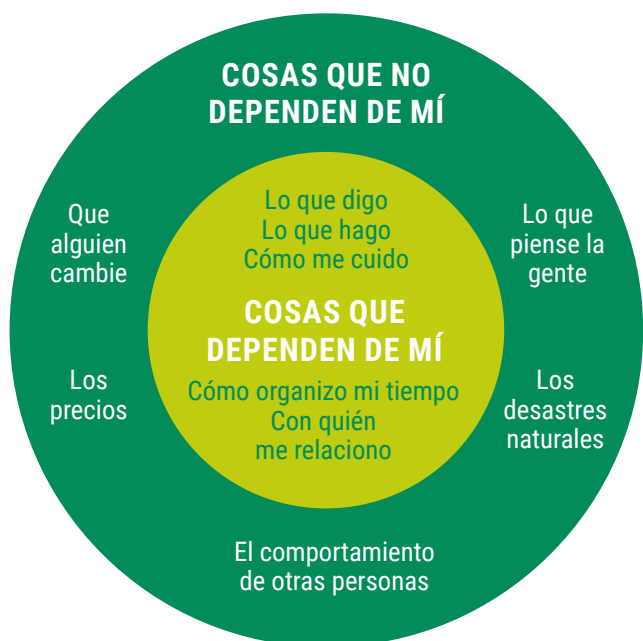 COSAS QUE NO
DEPENDEN DE MÍ
Que
alguien
cambie
Lo que digo
Lo que hago
Cómo me cuido
Lo que
piense la
gente
COSAS QUE
DEPENDEN DE MÍ
Los
precios
Cómo organizo mi tiempo
Con quién
me relaciono
Los
desastres
naturales
El comportamiento
de otras personas